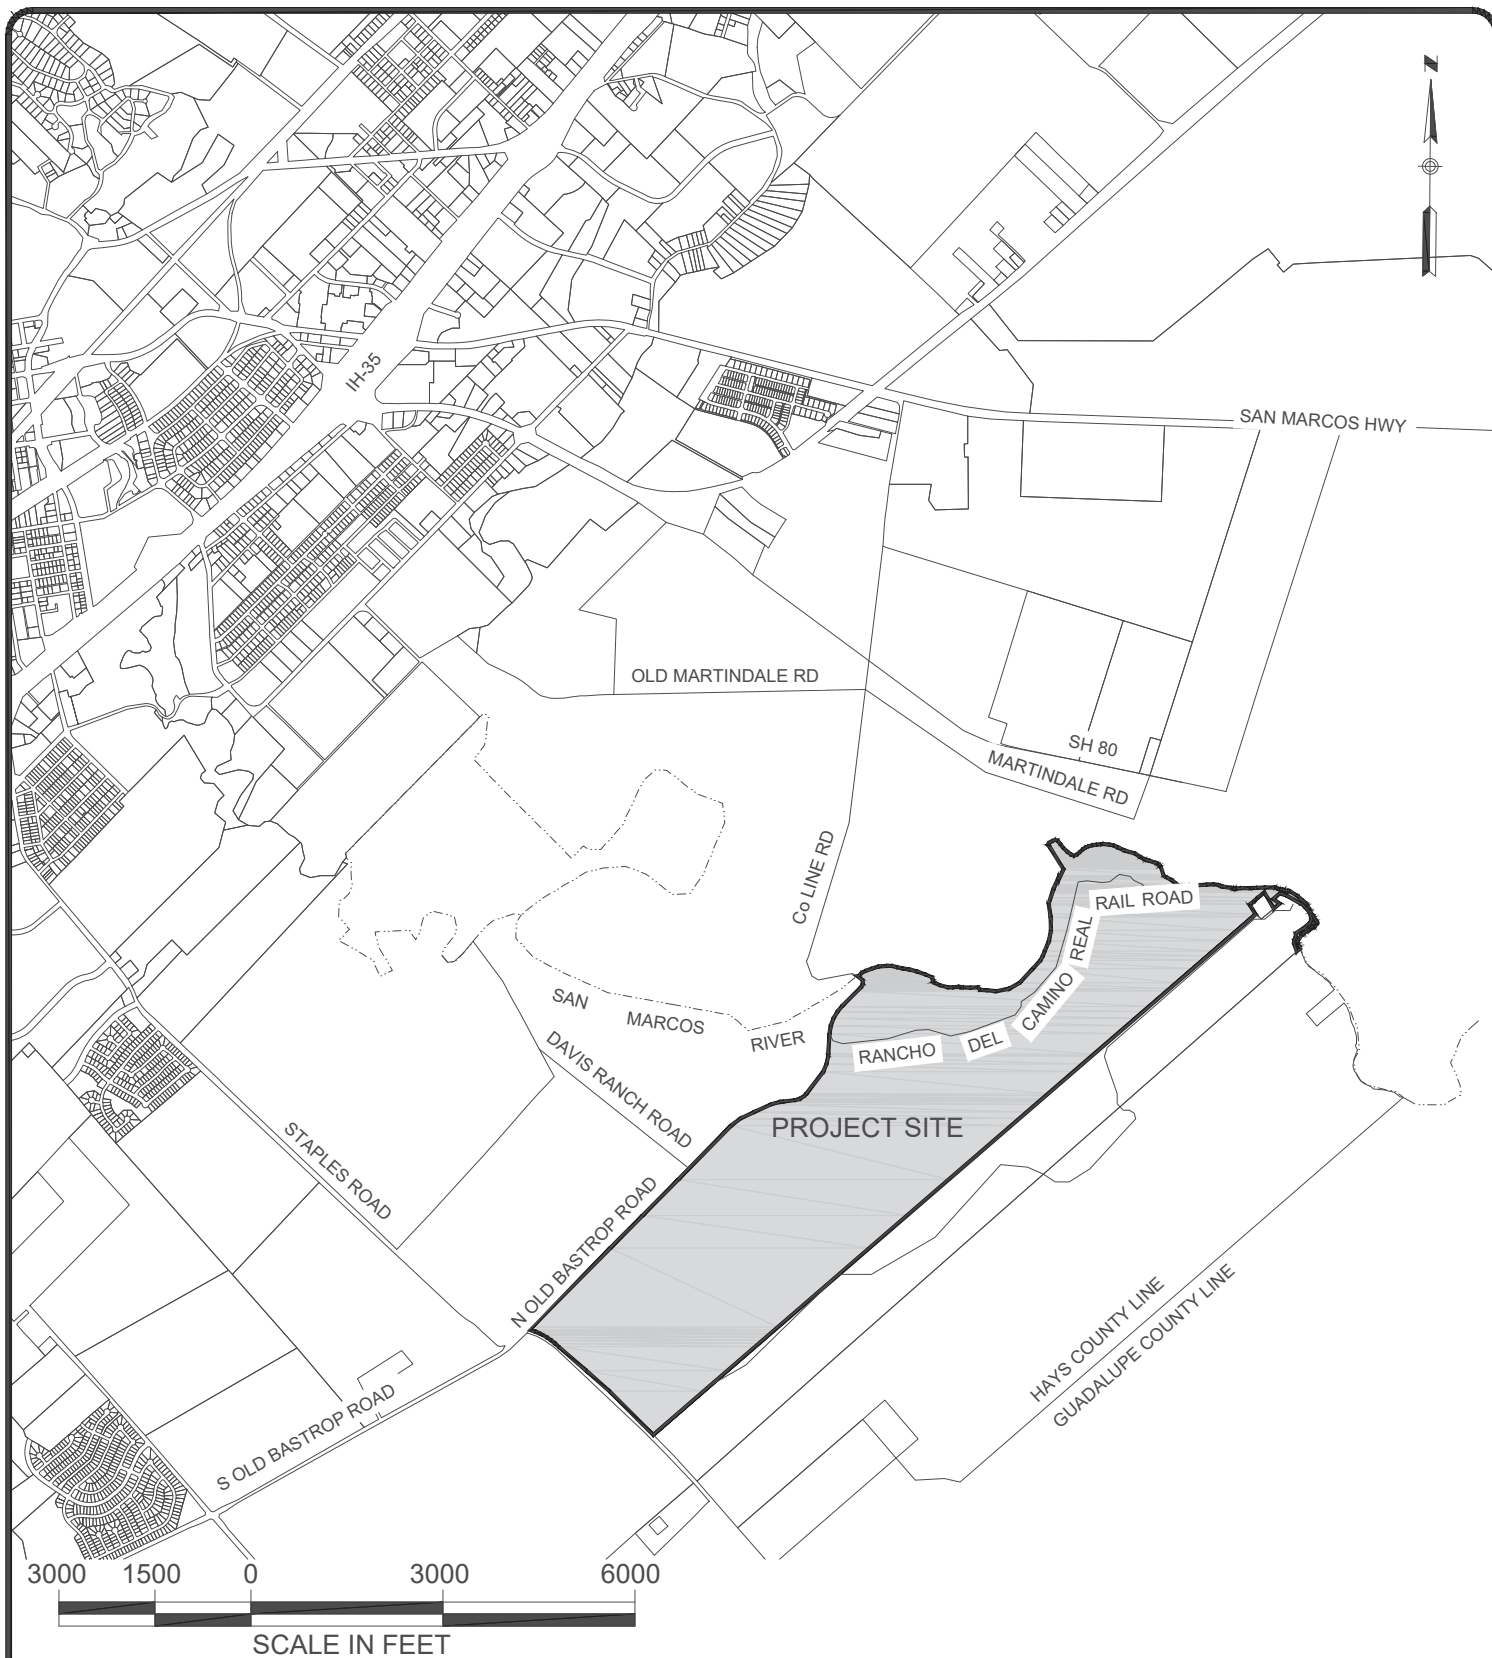 N
IH-35
SAN MARCOS HWY
OLD MARTINDALE RD
SH 80
MARTINDALE RD
Co LINE RD
RAIL ROAD
REAL
CAMINO
DEL
RANCHO
SAN
MARCOS
RIVER
DAVIS RANCH ROAD
PROJECT SITE
STAPLES ROAD
N OLD BASTROP ROAD
HAYS COUNTY LINE
GUADALUPE COUNTY LINE
S OLD BASTROP ROAD
3000 1500 0 3000 6000
SCALE IN FEET